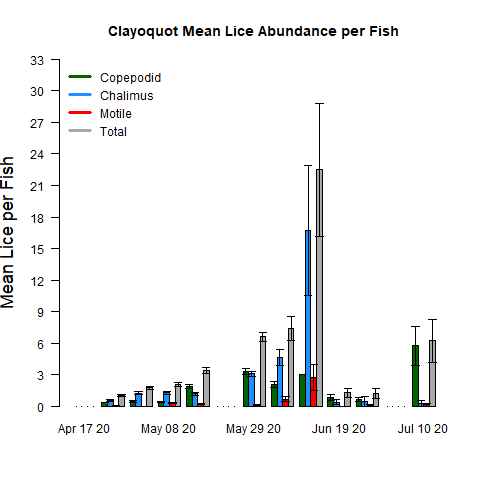 Clayoquot Mean Lice Abundance per Fish
Mean Lice per Fish
33
30
27
24
21
18
15
12
9
6
3
0
Copepodid
Chalimus
Motile
Total
Apr 17 20
May 08 20
May 29 20
Jun 19 20
Jul 10 20